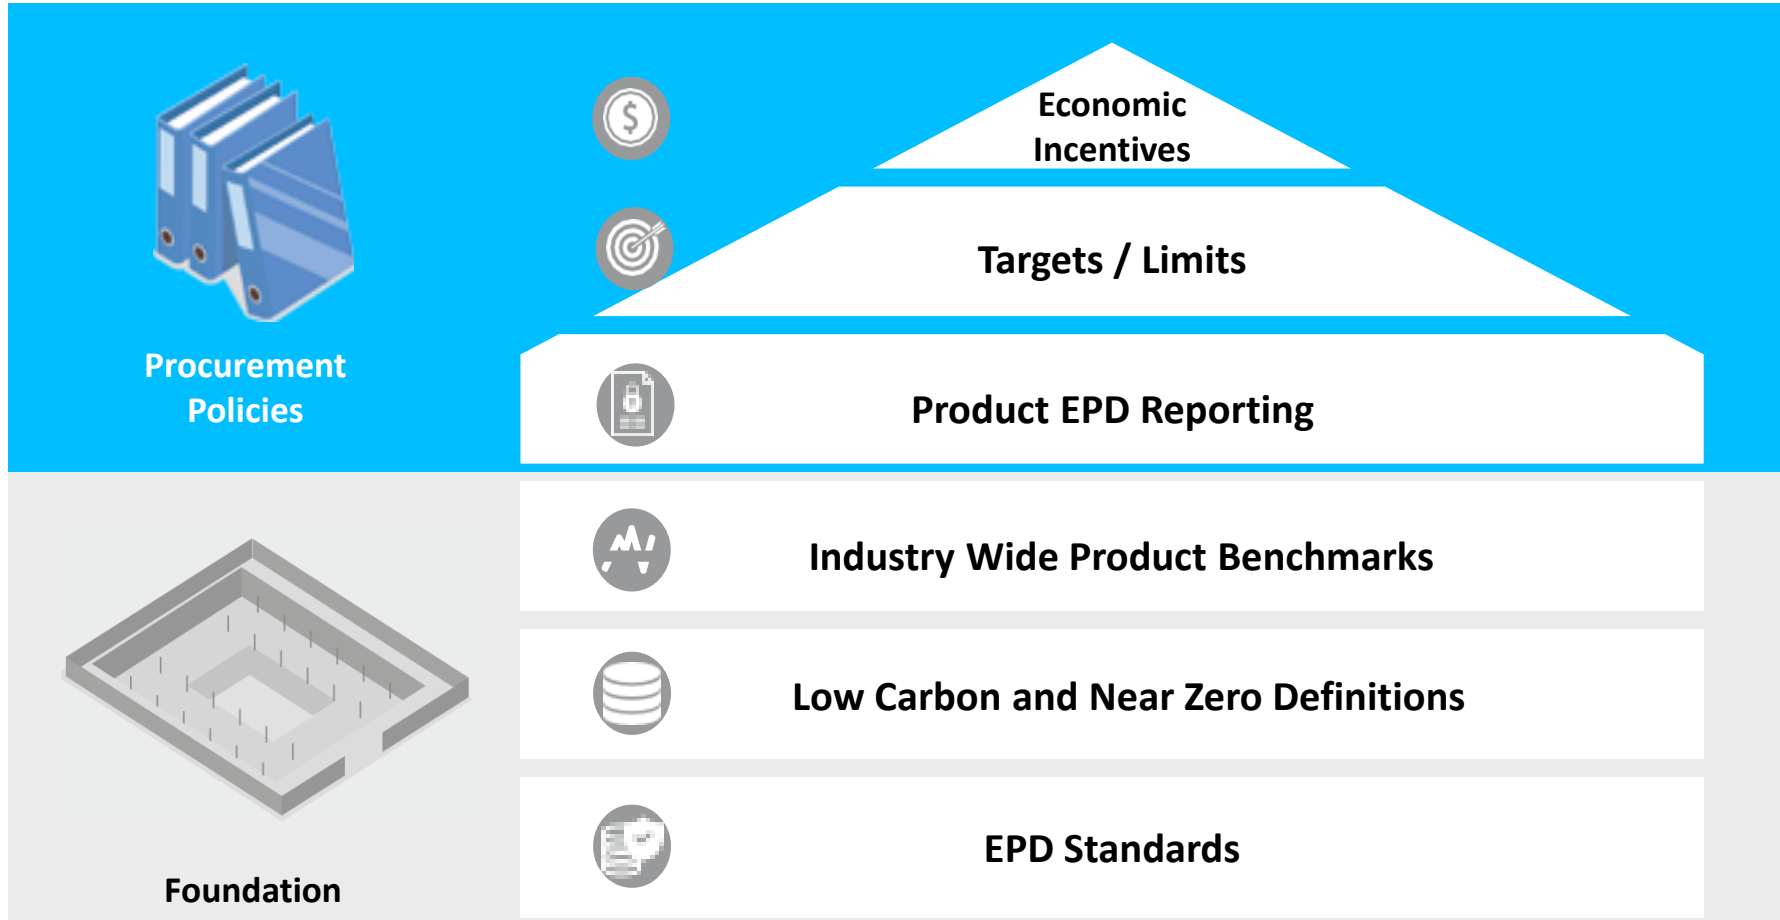 Economic
Incentives
Targets / Limits
Procurement
Policies
Product EPD Reporting
Industry Wide Product Benchmarks
Low Carbon and Near Zero Definitions
EPD Standards
Foundation